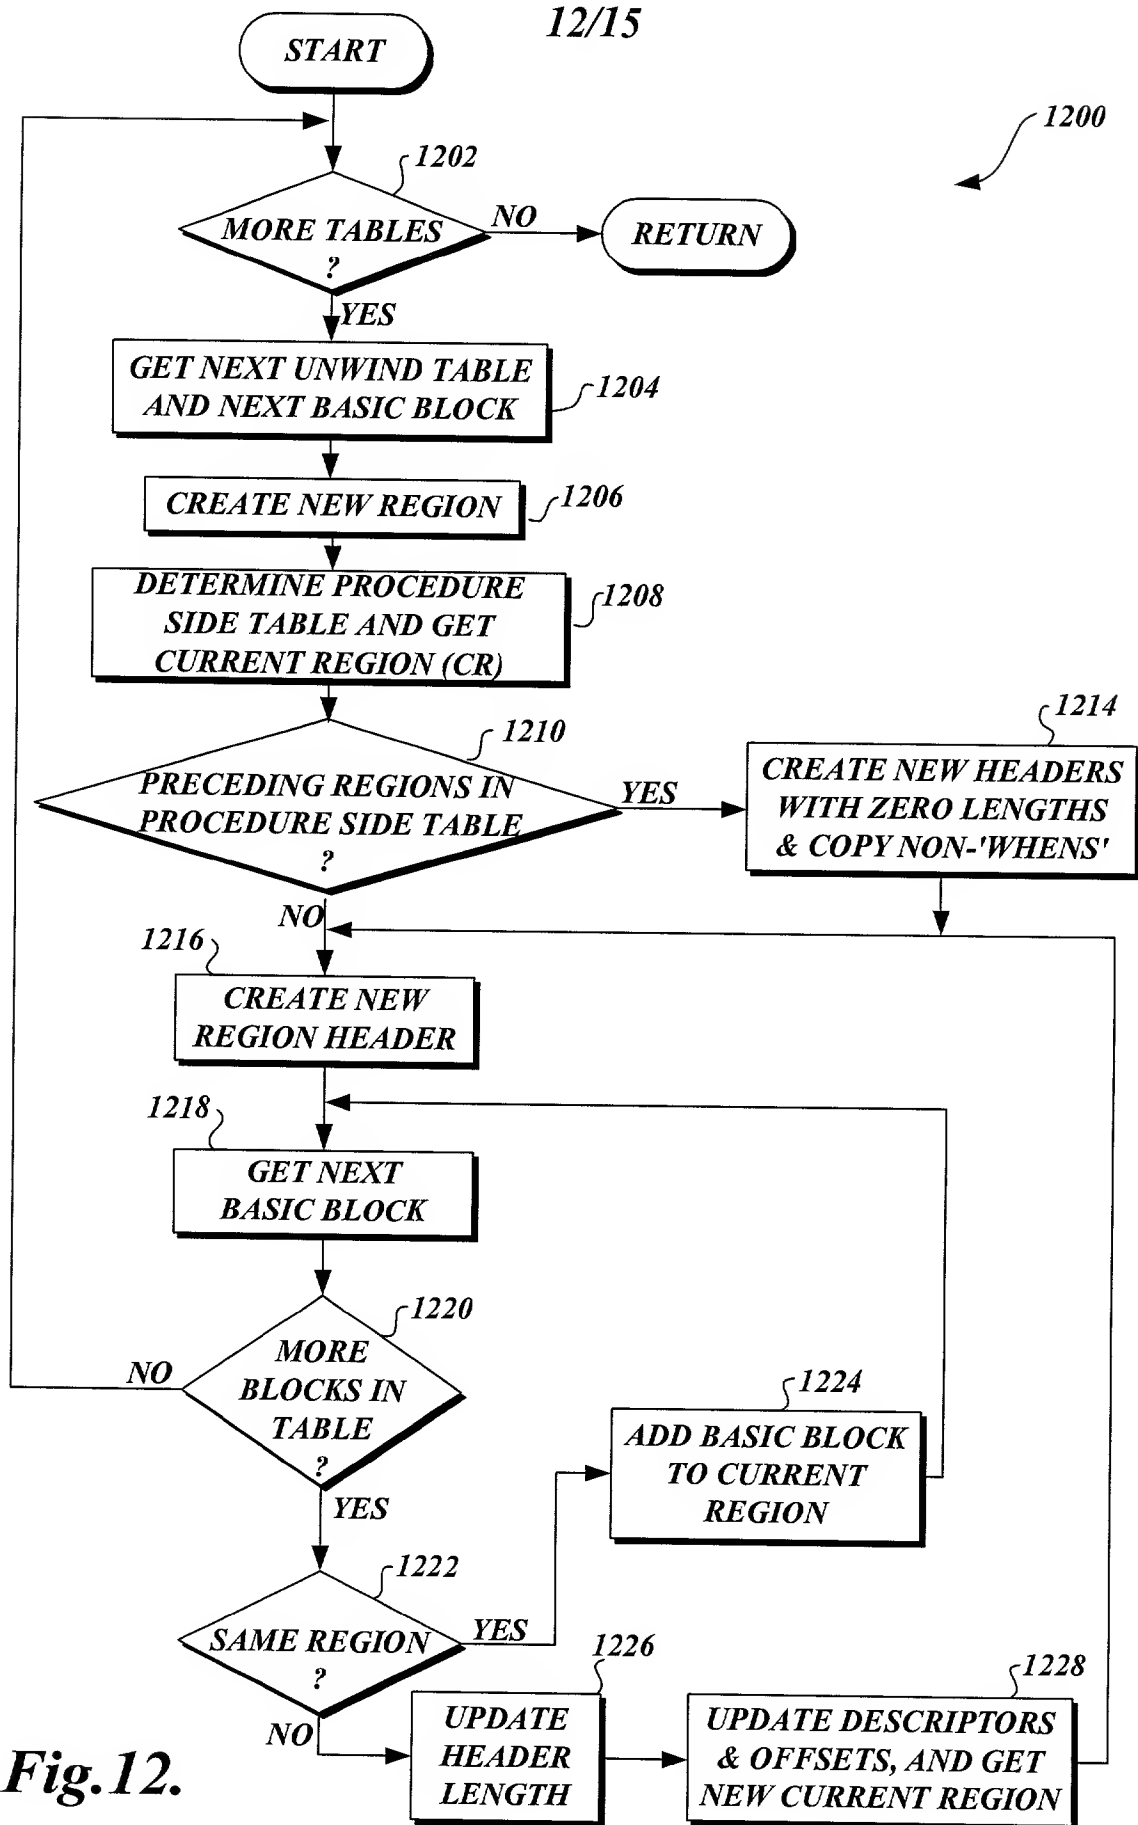 12/15
START
1200
1202
MORE TABLES
?
NO
RETURN
YES
GET NEXT UNWIND TABLE
AND NEXT BASIC BLOCK
1204
CREATE NEW REGION
1206
DETERMINE PROCEDURE
SIDE TABLE AND GET
CURRENT REGION (CR)
1208
1210
PRECEDING REGIONS IN
PROCEDURE SIDE TABLE
?
YES
1214
CREATE NEW HEADERS
WITH ZERO LENGTHS
& COPY NON-'WHENS'
NO
1216
CREATE NEW
REGION HEADER
1218
GET NEXT
BASIC BLOCK
1220
MORE
BLOCKS IN
TABLE
?
NO
YES
1224
ADD BASIC BLOCK
TO CURRENT
REGION
1222
SAME REGION
?
YES
NO
1226
UPDATE
HEADER
LENGTH
1228
UPDATE DESCRIPTORS
& OFFSETS, AND GET
NEW CURRENT REGION
Fig.12.